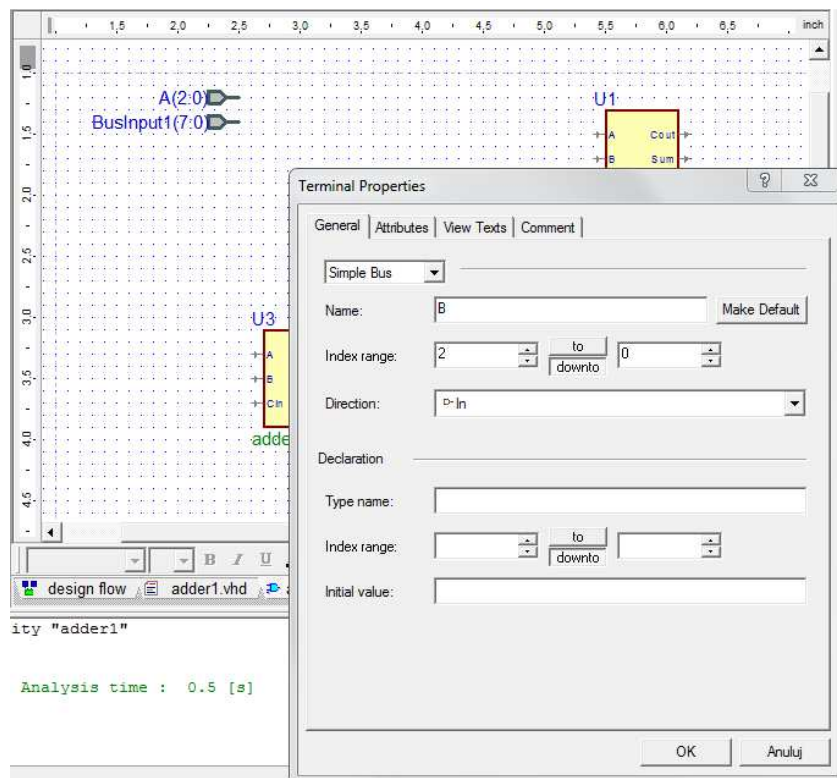 1,5 2,0 2,5 3,0 3,5 4,0 4,5 5,0 5,5 6,0 6,5 inch
1,0
1,5
2,0
2,5
3,0
3,5
4,0
4,5
A(2:0)
BusInput1(7:0)
U1
A Cout
B Sum
U3
A
B
Cin
adde
Terminal Properties
General Attributes View Texts Comment
Simple Bus
Name: B Make Default
Index range: 2 to downto 0
Direction: In
Declaration
Type name:
Index range: to downto
Initial value:
OK Anuluj
B I U
design flow adder1.vhd a
ity "adder1"
Analysis time : 0.5 [s]